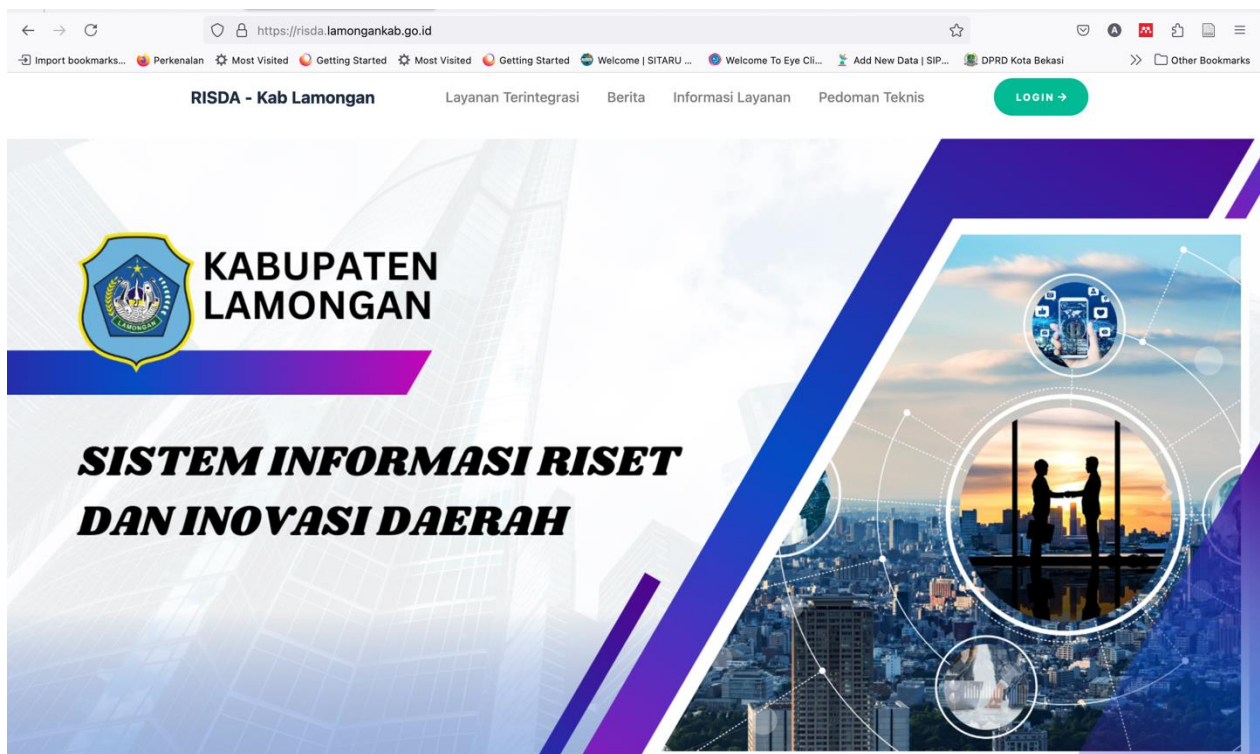 https://risda.lamongankab.go.id
Import bookmarks... Perkenalan Most Visited Getting Started Most Visited Getting Started Welcome | SITARU ... Welcome To Eye Cli... Add New Data | SIP... DPRD Kota Bekasi Other Bookmarks
RISDA - Kab Lamongan Layanan Terintegrasi Berita Informasi Layanan Pedoman Teknis LOGIN →
KABUPATEN
LAMONGAN
LAMONGAN
SISTEM INFORMASI RISET
DAN INOVASI DAERAH